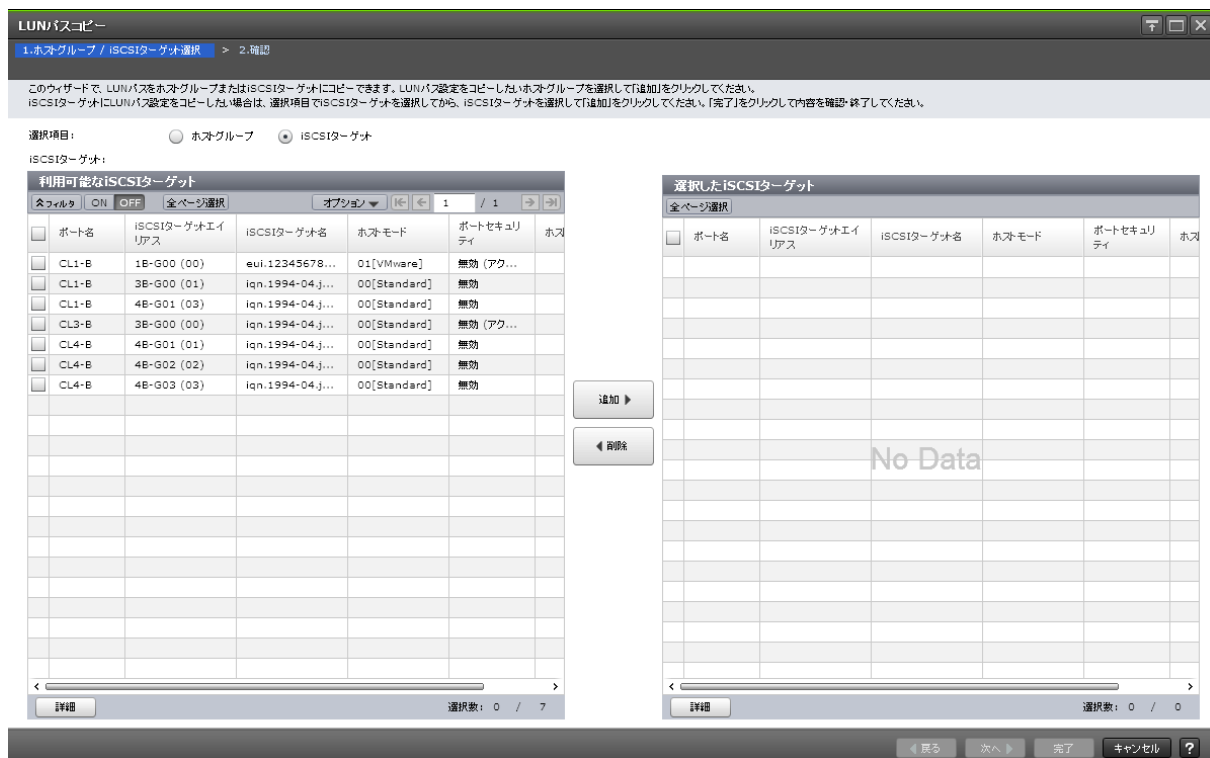 LUNパスコピー
1.ホストグループ / iSCSIターゲット選択 > 2.確認
このウィザードで、LUNパスをホストグループまたはiSCSIターゲットにコピーできます。LUNパス設定をコピーしたいホストグループを選択して「追加」をクリックしてください。
iSCSIターゲットにLUNパス設定をコピーしたい場合は、選択項目でiSCSIターゲットを選択してから、iSCSIターゲットを選択して「追加」をクリックしてください。「完了」をクリックして内容を確認・終了してください。
選択項目: ホストグループ iSCSIターゲット
iSCSIターゲット:
利用可能なiSCSIターゲット
フィルタ ON OFF 全ページ選択 オプション 1 / 1
ポート名 iSCSIターゲットエイリアス iSCSIターゲット名 ホストモード ポートセキュリティ ホス
CL1-B 1B-G00 (00) eui.12345678... 01[VMware] 無効 (アク...
CL1-B 3B-G00 (01) iqn.1994-04.j... 00[Standard] 無効
CL1-B 4B-G01 (03) iqn.1994-04.j... 00[Standard] 無効
CL3-B 3B-G00 (00) iqn.1994-04.j... 00[Standard] 無効 (アク...
CL4-B 4B-G01 (01) iqn.1994-04.j... 00[Standard] 無効
CL4-B 4B-G02 (02) iqn.1994-04.j... 00[Standard] 無効
CL4-B 4B-G03 (03) iqn.1994-04.j... 00[Standard] 無効
詳細 選択数: 0 / 7
追加
削除
選択したiSCSIターゲット
全ページ選択
ポート名 iSCSIターゲットエイリアス iSCSIターゲット名 ホストモード ポートセキュリティ ホス
No Data
詳細 選択数: 0 / 0
戻る 次へ 完了 キャンセル ?